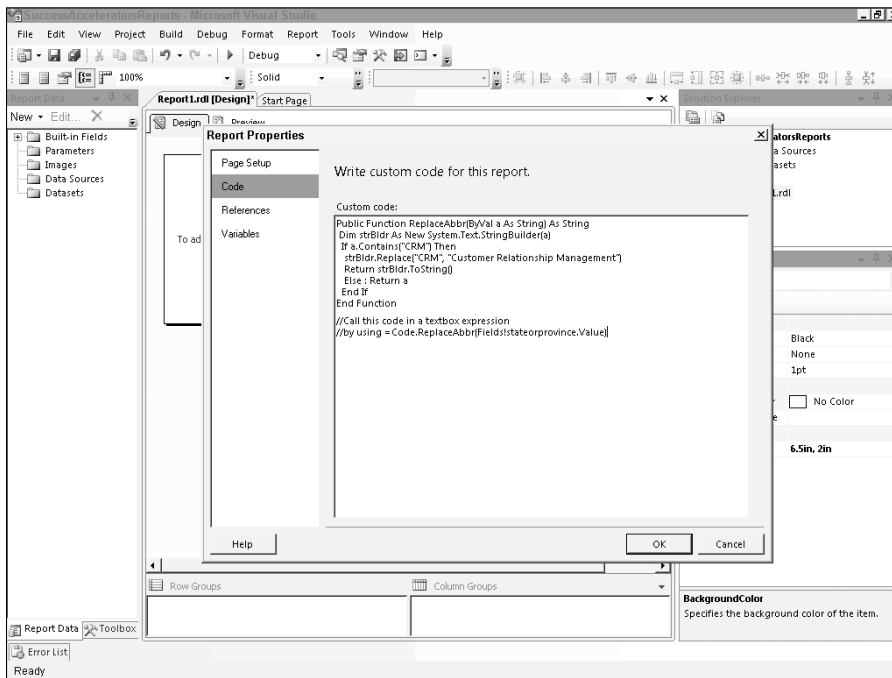 SuccessAcceleratorsReports - Microsoft Visual Studio
File Edit View Project Build Debug Format Report Tools Window Help
Debug
100% Solid
Report Data
Report1.rdl [Design]* Start Page
Solution Explorer
New Edit...
Design Preview
Built-in Fields
Parameters
Images
Data Sources
Datasets
Report Properties
Page Setup
Code
References
Variables
Write custom code for this report.
Custom code:
Public Function ReplaceAbbr(ByVal a As String) As String
Dim strBldr As New System.Text.StringBuilder(a)
If a.Contains("CRM") Then
strBldr.Replace("CRM", "Customer Relationship Management")
Return strBldr.ToString()
Else : Return a
End If
End Function
//Call this code in a textbox expression
//by using =Code.ReplaceAbbr(Fields!stateorprovince.Value)
Help
OK
Cancel
To ad
atorsReports
a Sources
asets
1.rdl
Black
None
1pt
No Color
6.5in, 2in
Row Groups
Column Groups
BackgroundColor
Specifies the background color of the item.
Report Data Toolbox
Error List
Ready